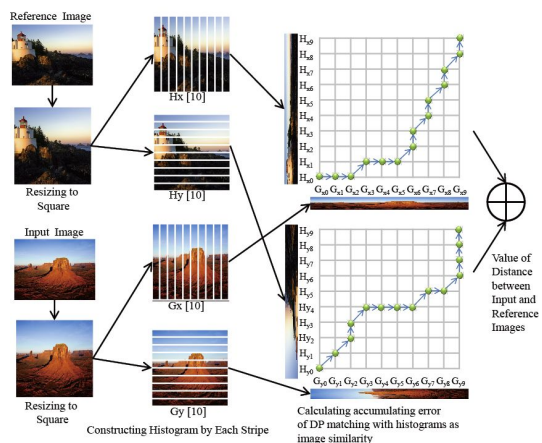 Reference Image
Resizing to
Square
Input Image
Resizing to
Square
Hx [10]
Hy [10]
Gx [10]
Gy [10]
Constructing Histogram by Each Stripe
Hx9
Hx8
Hx7
Hx6
Hx5
Hx4
Hx3
Hx2
Hx1
Hx0
Gx0 Gx1 Gx2 Gx3 Gx4 Gx5 Gx6 Gx7 Gx8 Gx9
Hy9
Hy8
Hy7
Hy6
Hy5
Hy4
Hy3
Hy2
Hy1
Hy0
Gy0 Gy1 Gy2 Gy3 Gy4 Gy5 Gy6 Gy7 Gy8 Gy9
Calculating accumulating error
of DP matching with histograms as
image similarity
Value of
Distance
between
Input and
Reference
Images